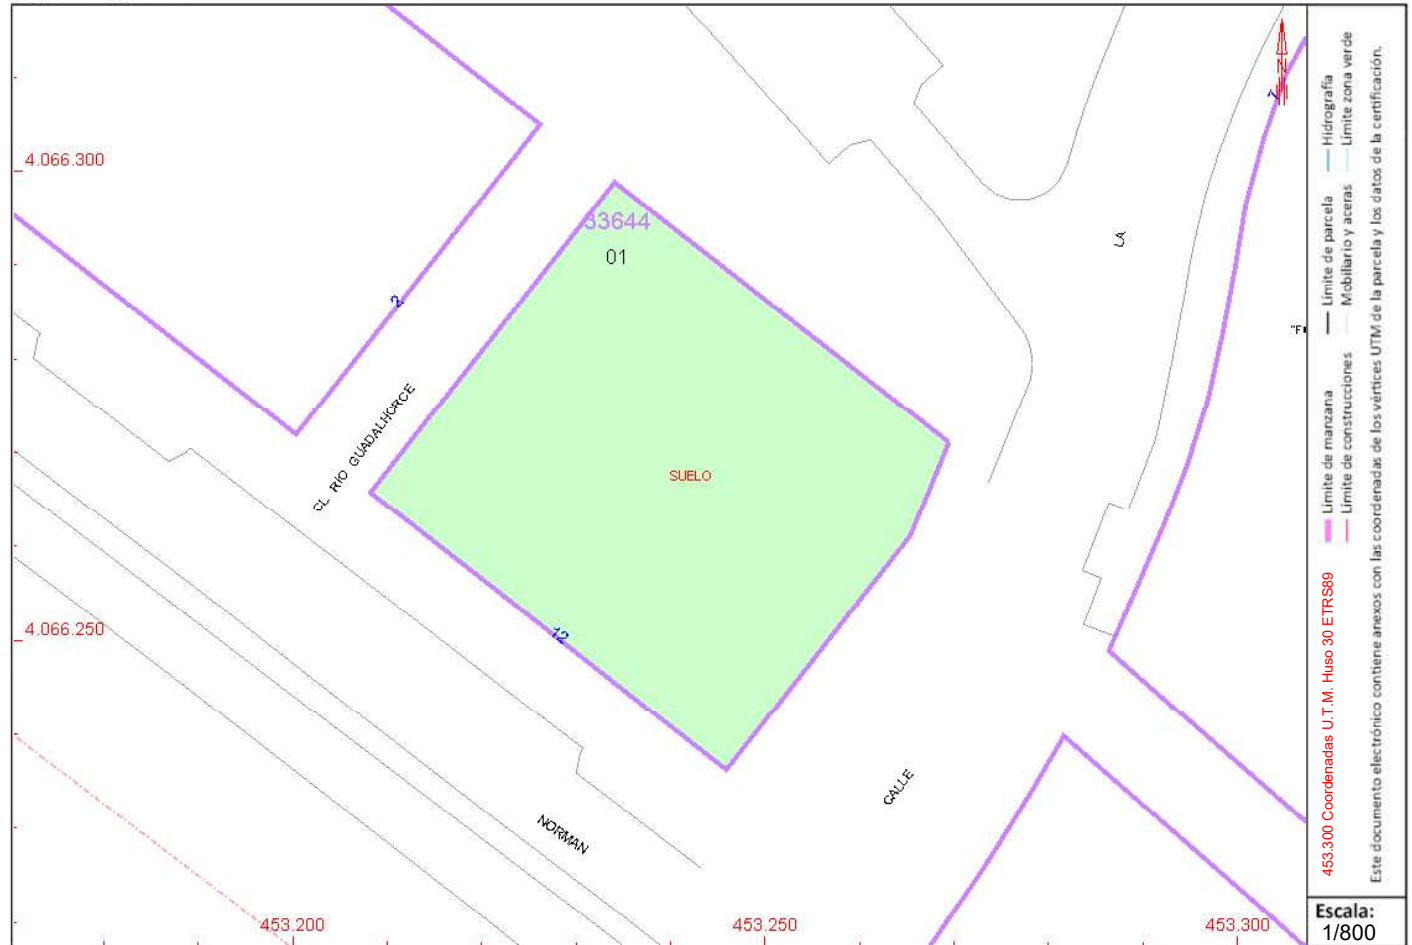 4.066.300
33644
01
2
CL RÍO GUADALHORCE
SUELO
12
4.066.250
NORMAN
CALLE
7
"F
N
453.200
453.250
453.300
Límite de manzana
Límite de parcela
Hidrografía
Límite de construcciones
Mobiliario y aceras
Límite zona verde
453.300 Coordenadas U.T.M. Huso 30 ETRS89
Este documento electrónico contiene anexos con las coordenadas de los vértices UTM de la parcela y los datos de la certificación.
Escala:
1/800